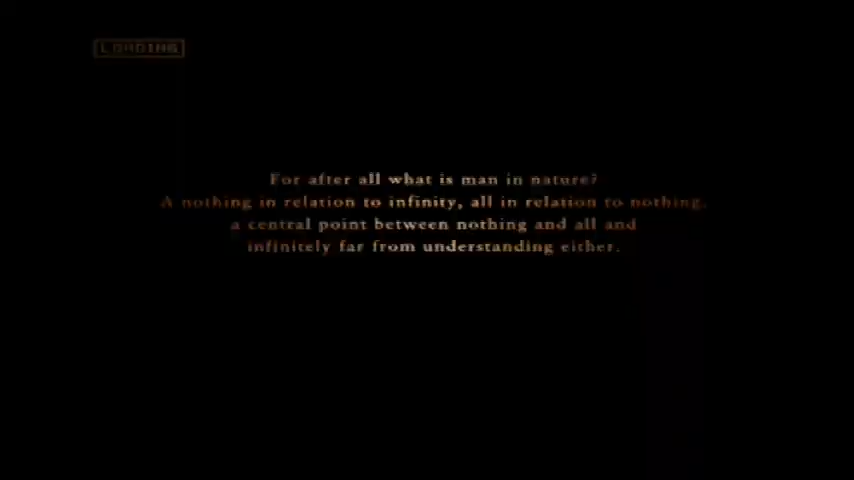 LOADING
For after all what is man in nature?
A nothing in relation to infinity, all in relation to nothing,
a central point between nothing and all and
infinitely far from understanding either.